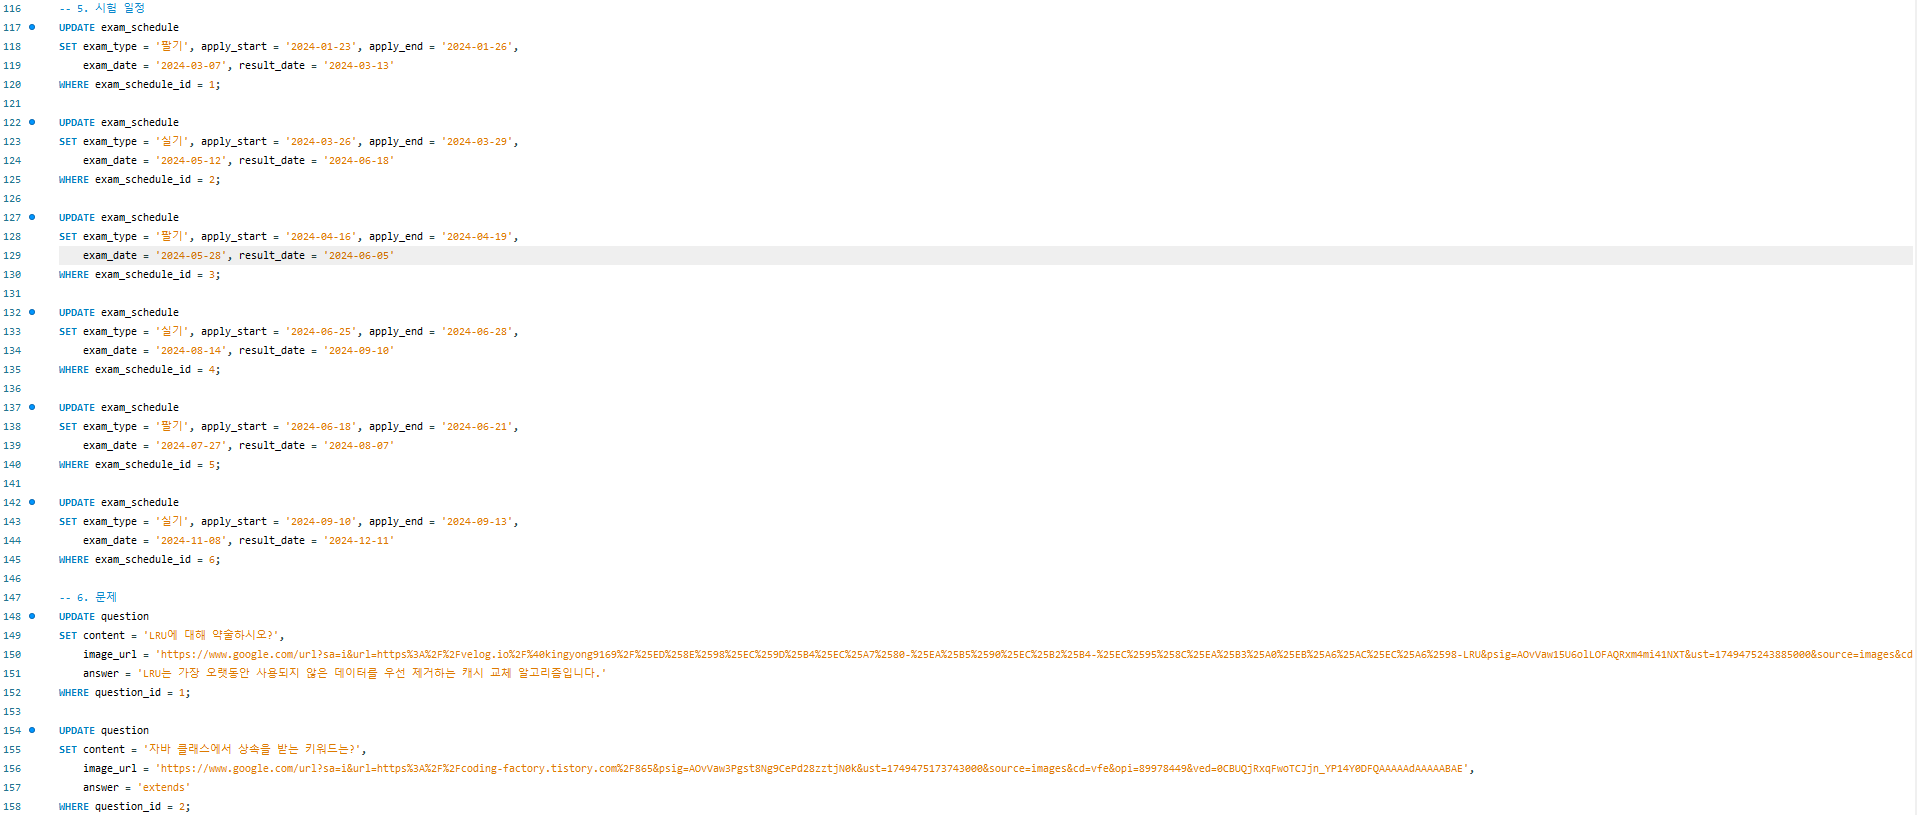 116 -- 5. 시험 일정
117 UPDATE exam_schedule
118 SET exam_type = '필기', apply_start = '2024-01-23', apply_end = '2024-01-26',
119 exam_date = '2024-03-07', result_date = '2024-03-13'
120 WHERE exam_schedule_id = 1;
121
122 UPDATE exam_schedule
123 SET exam_type = '실기', apply_start = '2024-03-26', apply_end = '2024-03-29',
124 exam_date = '2024-05-12', result_date = '2024-06-18'
125 WHERE exam_schedule_id = 2;
126
127 UPDATE exam_schedule
128 SET exam_type = '필기', apply_start = '2024-04-16', apply_end = '2024-04-19',
129 exam_date = '2024-05-28', result_date = '2024-06-05'
130 WHERE exam_schedule_id = 3;
131
132 UPDATE exam_schedule
133 SET exam_type = '실기', apply_start = '2024-06-25', apply_end = '2024-06-28',
134 exam_date = '2024-08-14', result_date = '2024-09-10'
135 WHERE exam_schedule_id = 4;
136
137 UPDATE exam_schedule
138 SET exam_type = '필기', apply_start = '2024-06-18', apply_end = '2024-06-21',
139 exam_date = '2024-07-27', result_date = '2024-08-07'
140 WHERE exam_schedule_id = 5;
141
142 UPDATE exam_schedule
143 SET exam_type = '실기', apply_start = '2024-09-10', apply_end = '2024-09-13',
144 exam_date = '2024-11-08', result_date = '2024-12-11'
145 WHERE exam_schedule_id = 6;
146
147 -- 6. 문제
148 UPDATE question
149 SET content = 'LRU에 대해 약술하시오?',
150 image_url = 'https://www.google.com/url?sa=i&url=https%3A%2F%2Fvelog.io%2F%40kingyong9169%2F%25ED%258E%2598%25EC%259D%25B4%25EC%25A7%2580-%25EA%25B5%2590%25EC%25B2%25B4-%25EC%2595%258C%25EA%25B3%25A0%25EB%25A6%25AC%25EC%25A6%2598-LRU&psig=AOvVaw15U6olLOFAQRxm4mi41NXT&ust=1749475243885000&source=images&cd
151 answer = 'LRU는 가장 오랫동안 사용되지 않은 데이터를 우선 제거하는 캐시 교체 알고리즘입니다.'
152 WHERE question_id = 1;
153
154 UPDATE question
155 SET content = '자바 클래스에서 상속을 받는 키워드는?',
156 image_url = 'https://www.google.com/url?sa=i&url=https%3A%2F%2Fcoding-factory.tistory.com%2F865&psig=AOvVaw3Pgst8Ng9CePd28zztjN0k&ust=1749475173743000&source=images&cd=vfe&opi=89978449&ved=0CBUQjRxqFwoTCJjn_YP14Y0DFQAAAAAdAAAAABAE',
157 answer = 'extends'
158 WHERE question_id = 2;